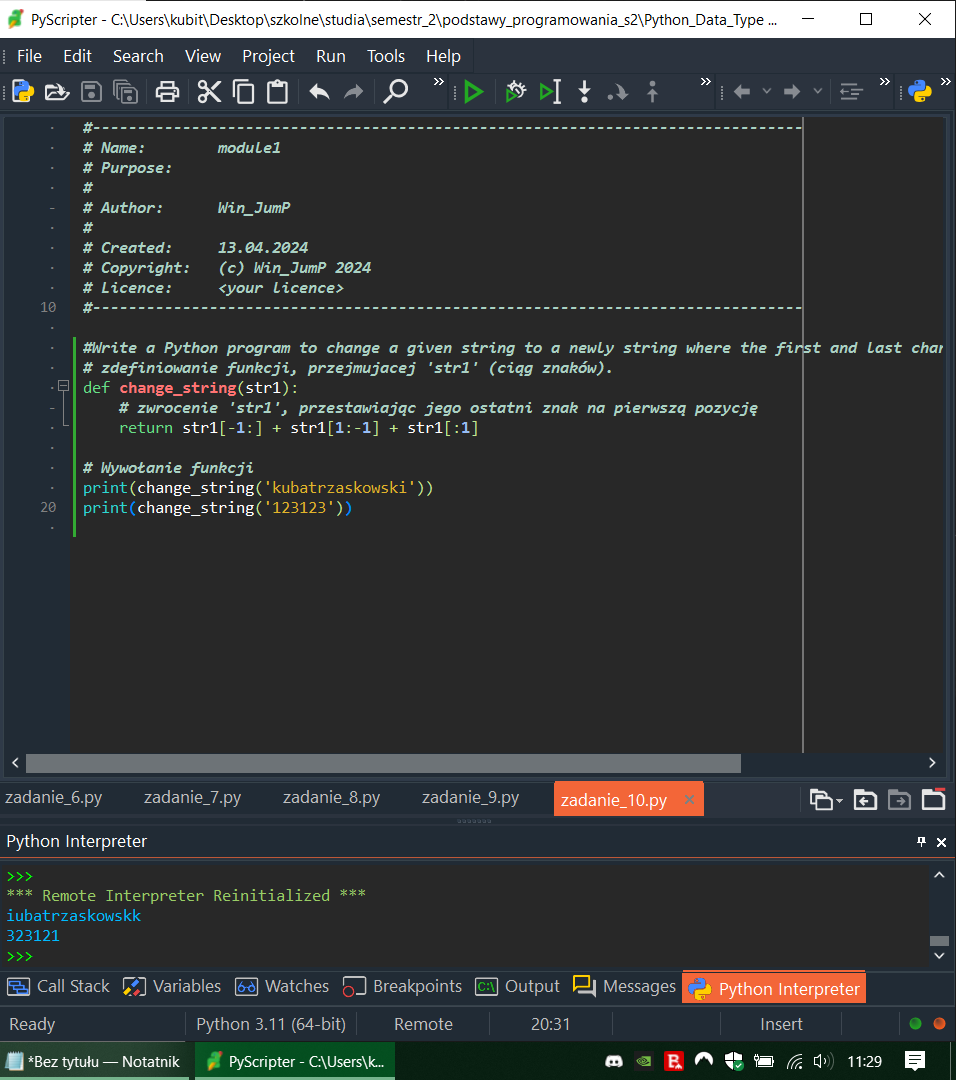 PyScripter - C:\Users\kubit\Desktop\szkolne\studia\semestr_2\podstawy_programowania_s2\Python_Data_Type ...
File Edit Search View Project Run Tools Help
#-------------------------------------------------------------------------------
# Name: module1
# Purpose:
#
# Author: Win_JumP
#
# Created: 13.04.2024
# Copyright: (c) Win_JumP 2024
# Licence: <your licence>
10 #-------------------------------------------------------------------------------
#Write a Python program to change a given string to a newly string where the first and last char
# zdefiniowanie funkcji, przejmujacej 'str1' (ciąg znaków).
def change_string(str1):
# zwrocenie 'str1', przestawiając jego ostatni znak na pierwszą pozycję
return str1[-1:] + str1[1:-1] + str1[:1]
# Wywołanie funkcji
print(change_string('kubatrzaskowski'))
20 print(change_string('123123'))
zadanie_6.py zadanie_7.py zadanie_8.py zadanie_9.py zadanie_10.py
Python Interpreter
>>>
*** Remote Interpreter Reinitialized ***
iubatrzaskowskk
323121
>>>
Call Stack Variables Watches Breakpoints Output Messages Python Interpreter
Ready Python 3.11 (64-bit) Remote 20:31 Insert
*Bez tytułu — Notatnik PyScripter - C:\Users\k... 11:29